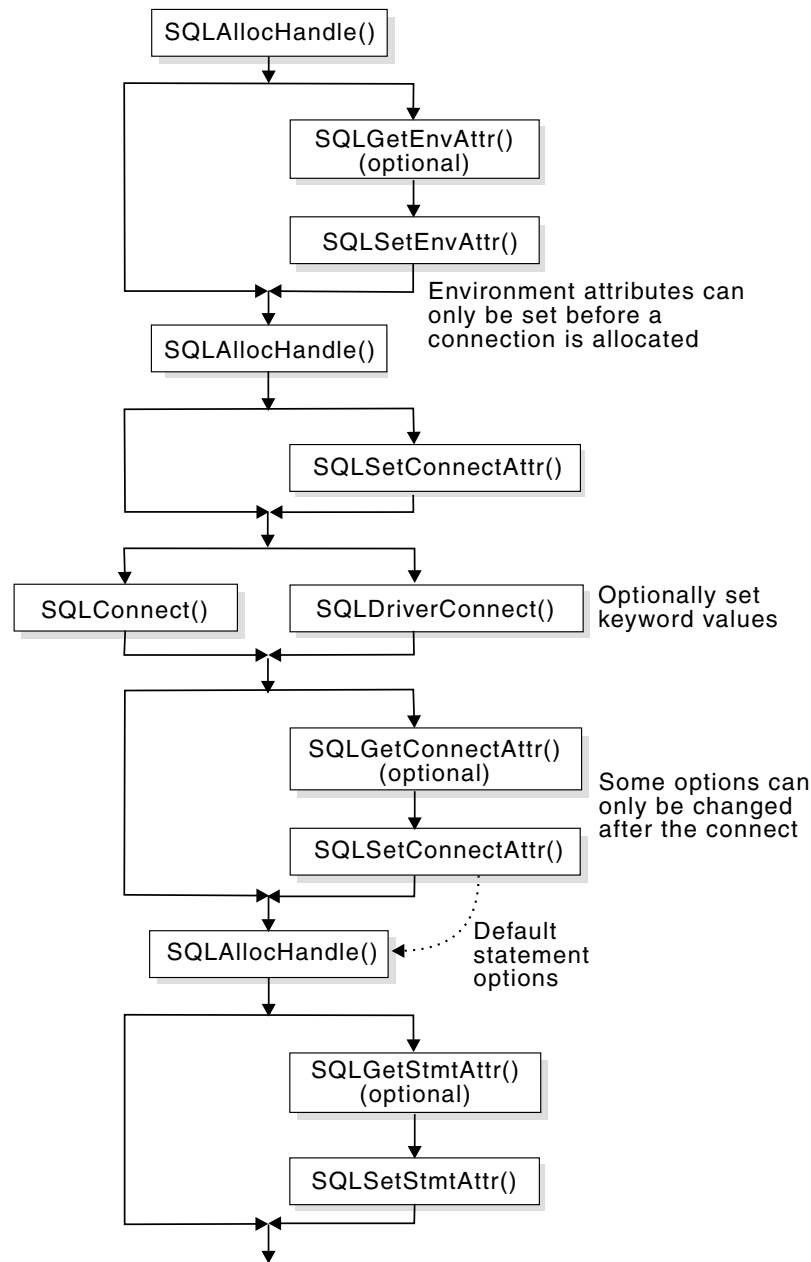 SQLAllocHandle()
SQLGetEnvAttr()
(optional)
SQLSetEnvAttr()
Environment attributes can
only be set before a
connection is allocated
SQLAllocHandle()
SQLSetConnectAttr()
SQLConnect()
SQLDriverConnect()
Optionally set
keyword values
SQLGetConnectAttr()
(optional)
Some options can
only be changed
after the connect
SQLSetConnectAttr()
SQLAllocHandle()
Default
statement
options
SQLGetStmtAttr()
(optional)
SQLSetStmtAttr()